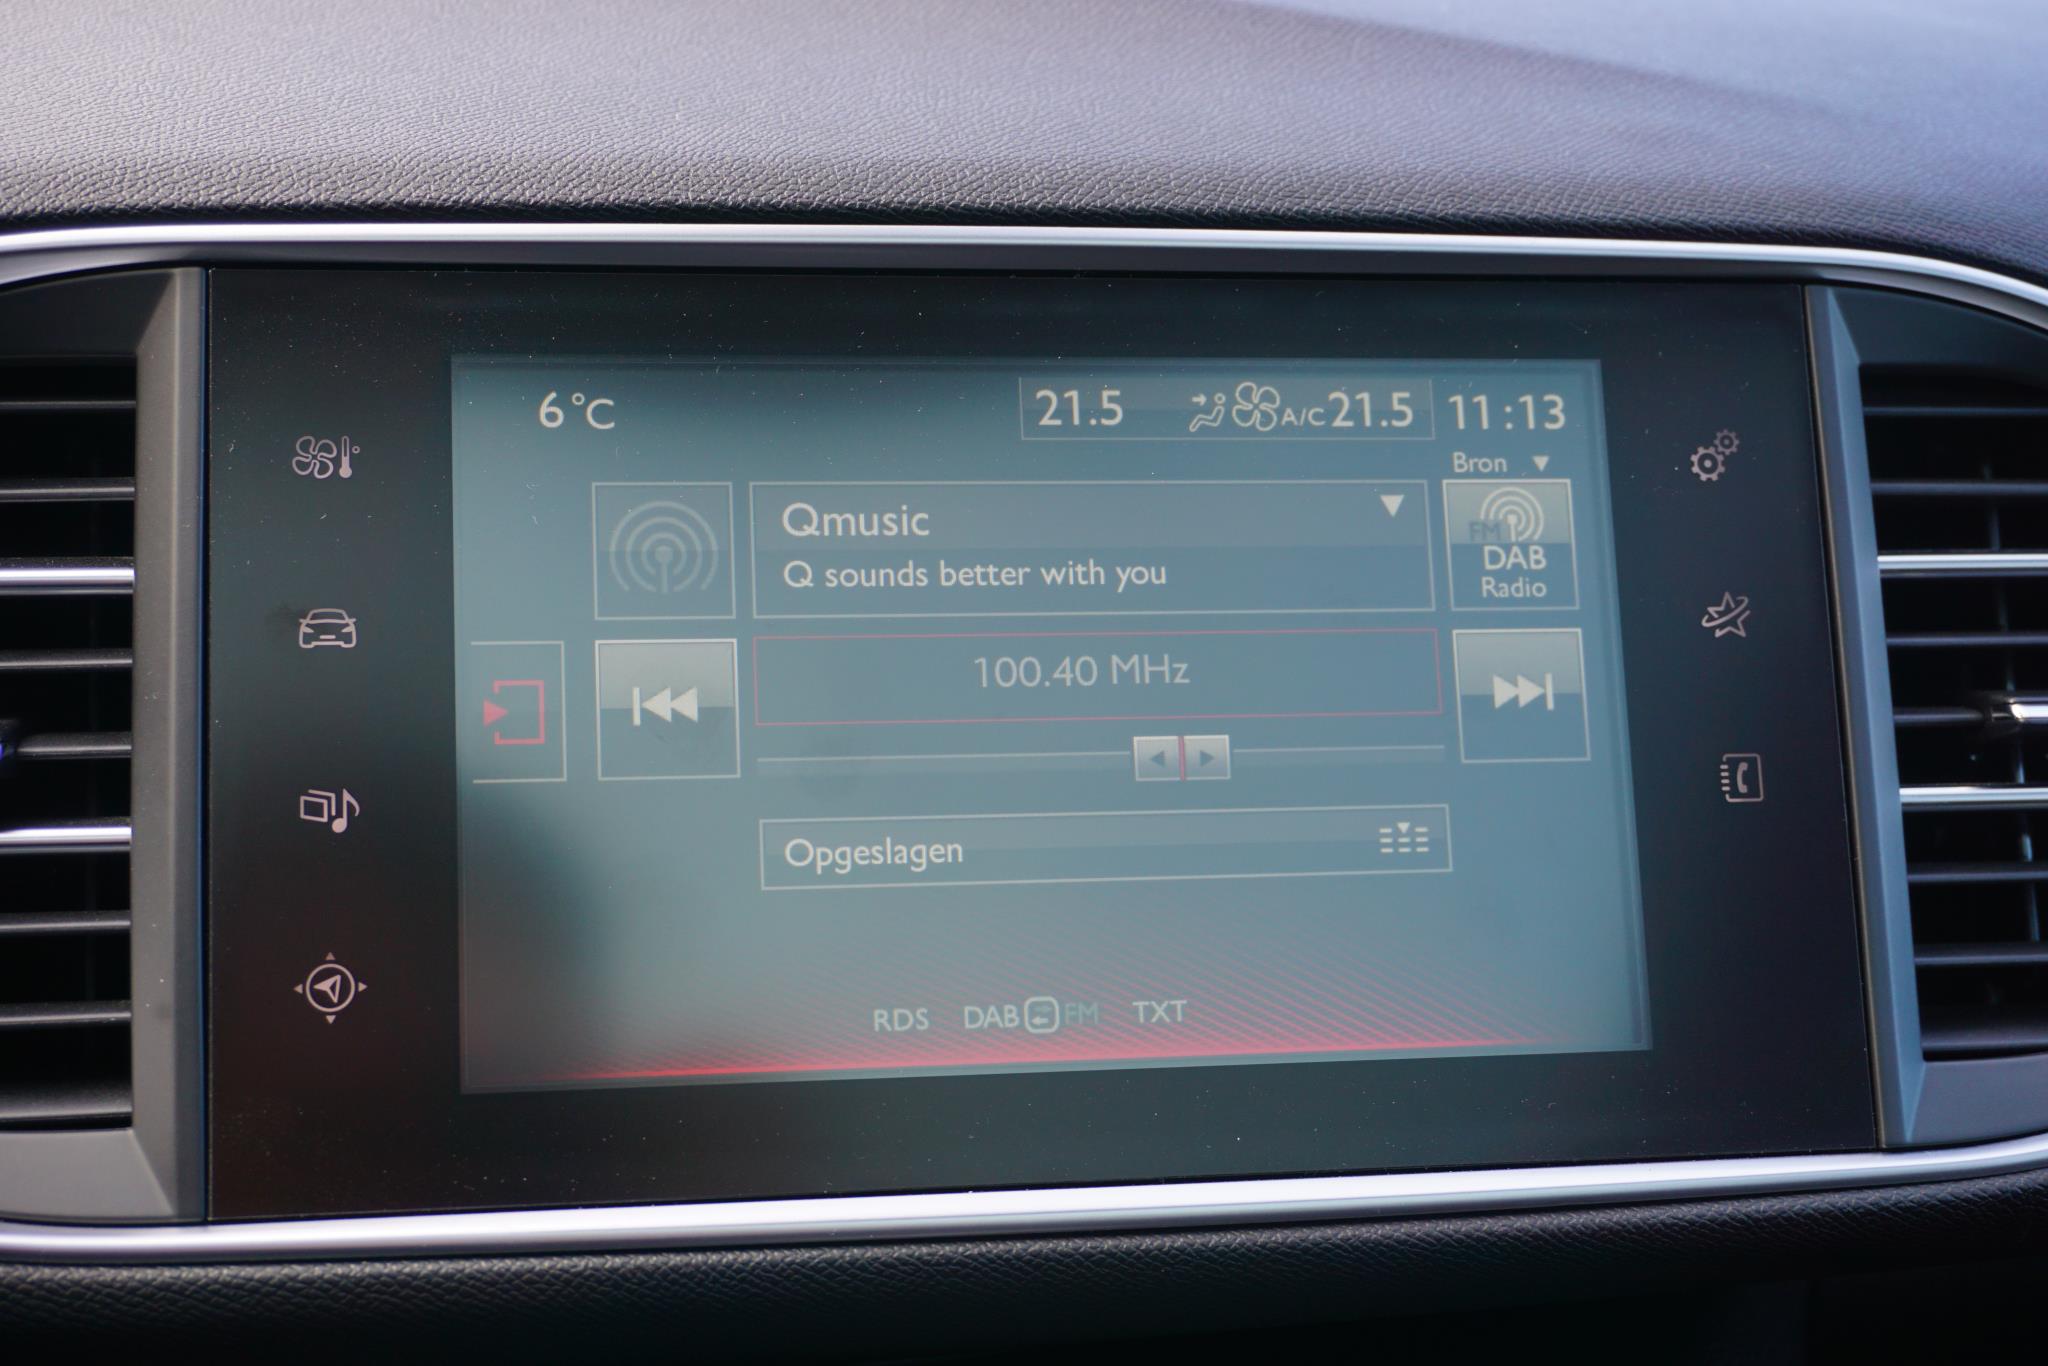 6°C
21.5 A/C 21.5 11:13
Bron
Qmusic
Q sounds better with you
FM
DAB
Radio
100.40 MHz
Opgeslagen
RDS DAB FM TXT